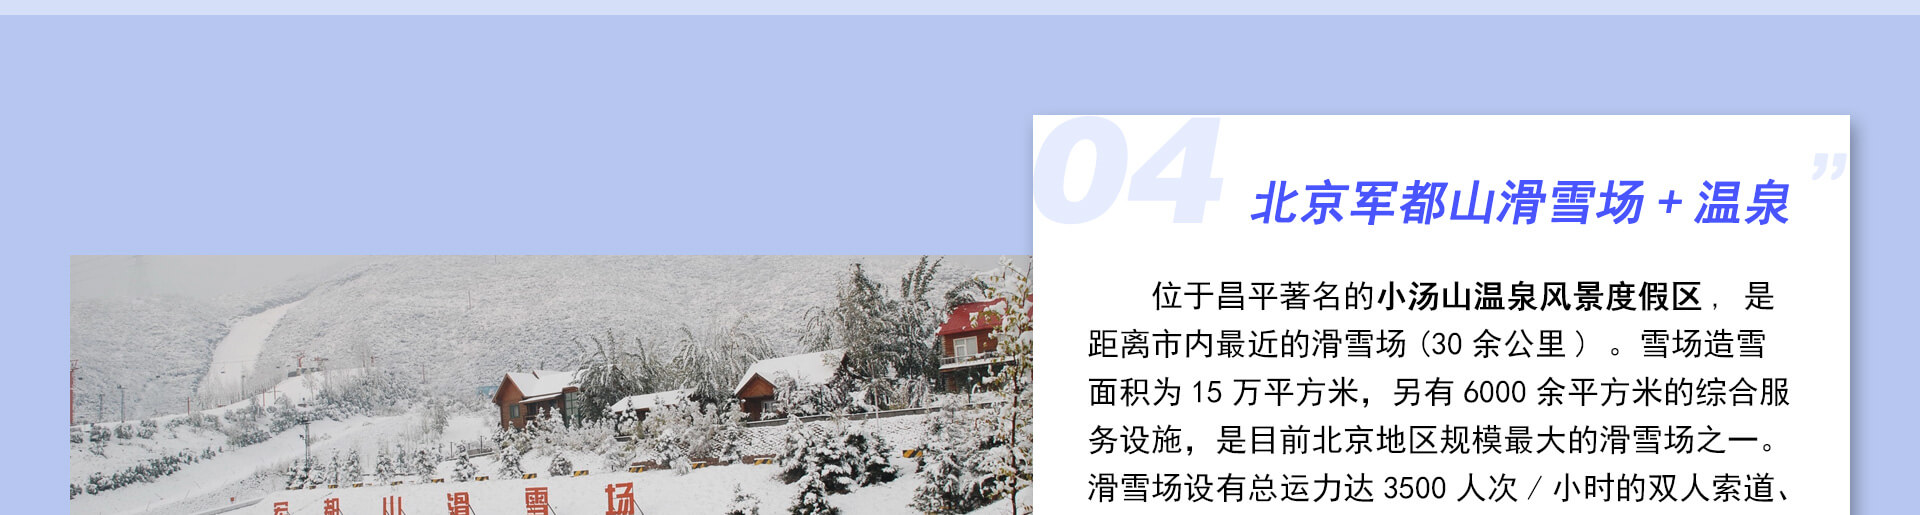 04
北京军都山滑雪场+温泉
”
位于昌平著名的小汤山温泉风景度假区，是
距离市内最近的滑雪场(30 余公里）。雪场造雪
面积为 15 万平方米，另有 6000 余平方米的综合服
务设施，是目前北京地区规模最大的滑雪场之一。
滑雪场设有总运力达 3500 人次 / 小时的双人索道、
军都山滑雪场